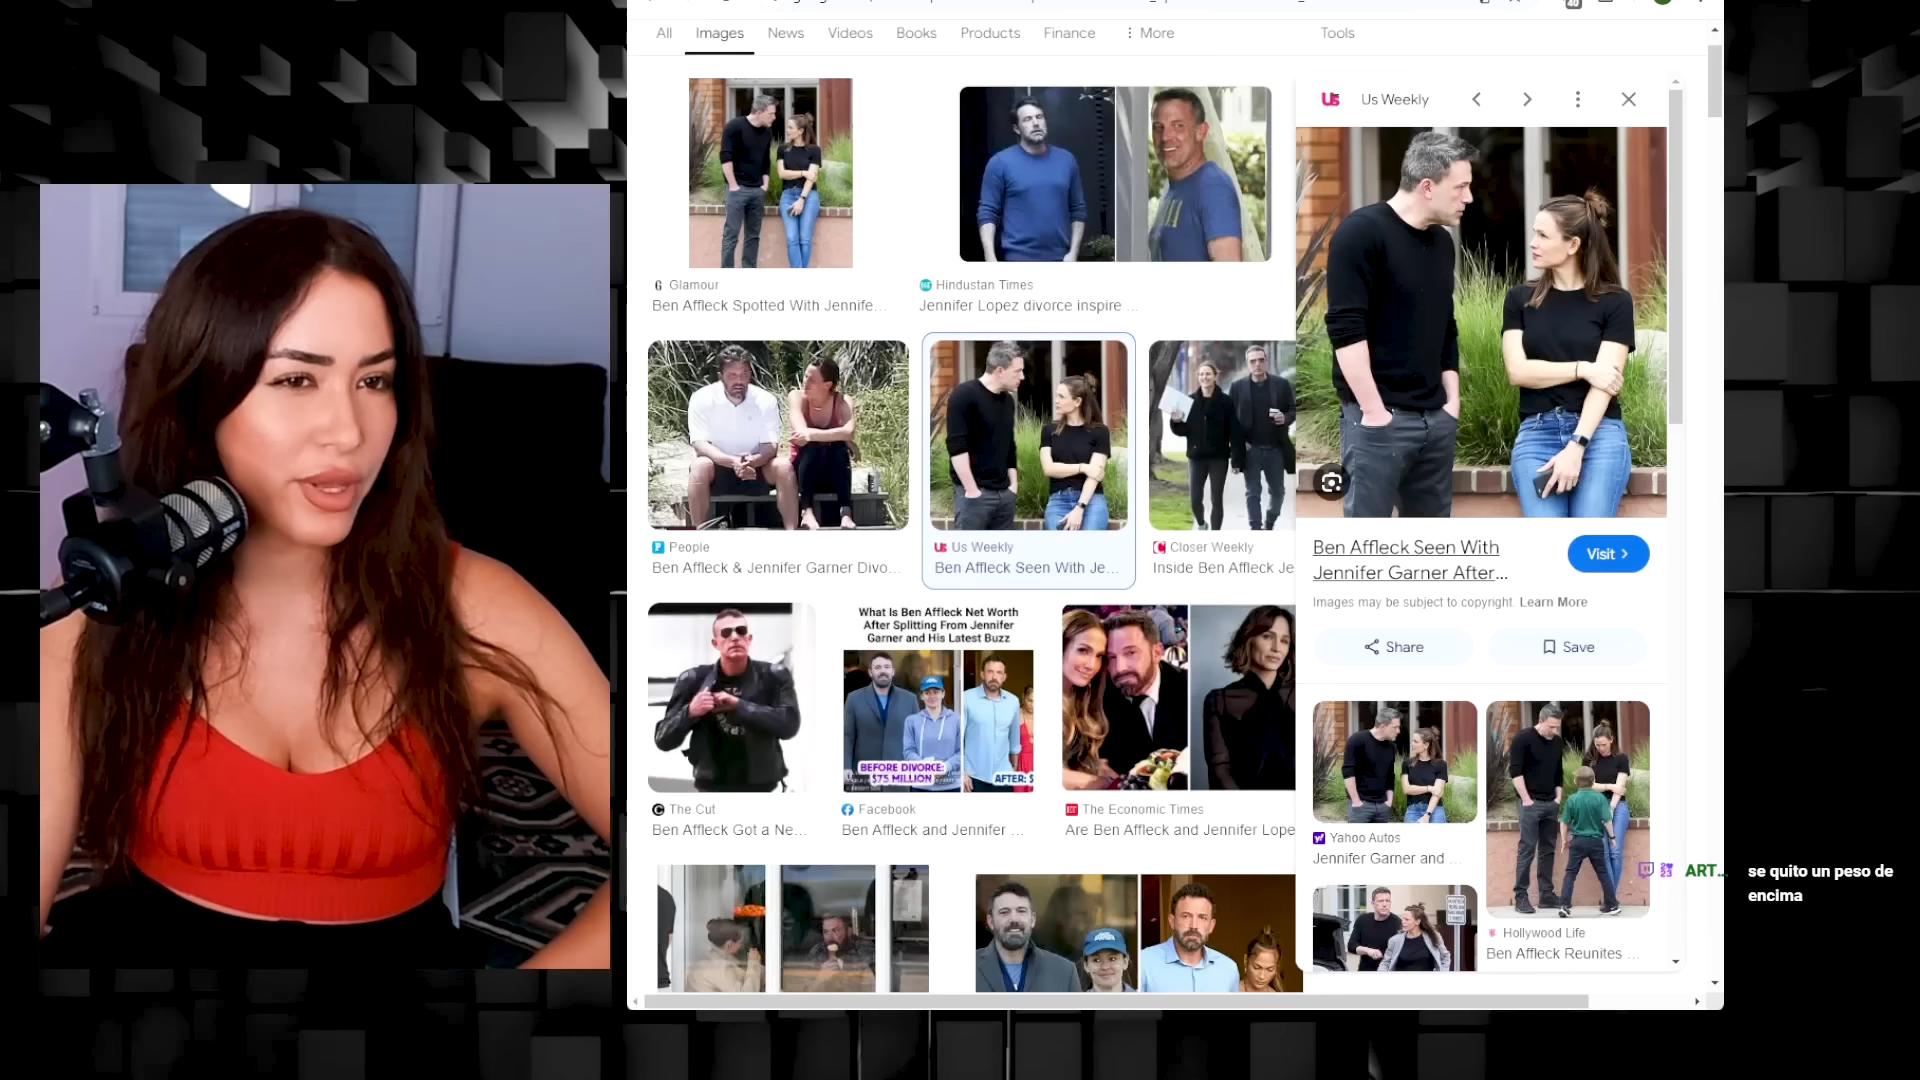 All Images News Videos Books Products Finance More Tools
Us Weekly
Glamour
Ben Affleck Spotted With Jennife...
Hindustan Times
Jennifer Lopez divorce inspire ...
People
Ben Affleck & Jennifer Garner Divo...
Us Weekly
Ben Affleck Seen With Je...
Closer Weekly
Inside Ben Affleck Je
Ben Affleck Seen With
Jennifer Garner After...
Visit
Images may be subject to copyright. Learn More
Share
Save
What Is Ben Affleck Net Worth
After Splitting From Jennifer
Garner and His Latest Buzz
BEFORE DIVORCE:
$75 MILLION
AFTER: $
The Cut
Ben Affleck Got a Ne...
Facebook
Ben Affleck and Jennifer ...
The Economic Times
Are Ben Affleck and Jennifer Lope
Yahoo Autos
Jennifer Garner and ...
Hollywood Life
Ben Affleck Reunites ...
ART...
se quito un peso de
encima
40